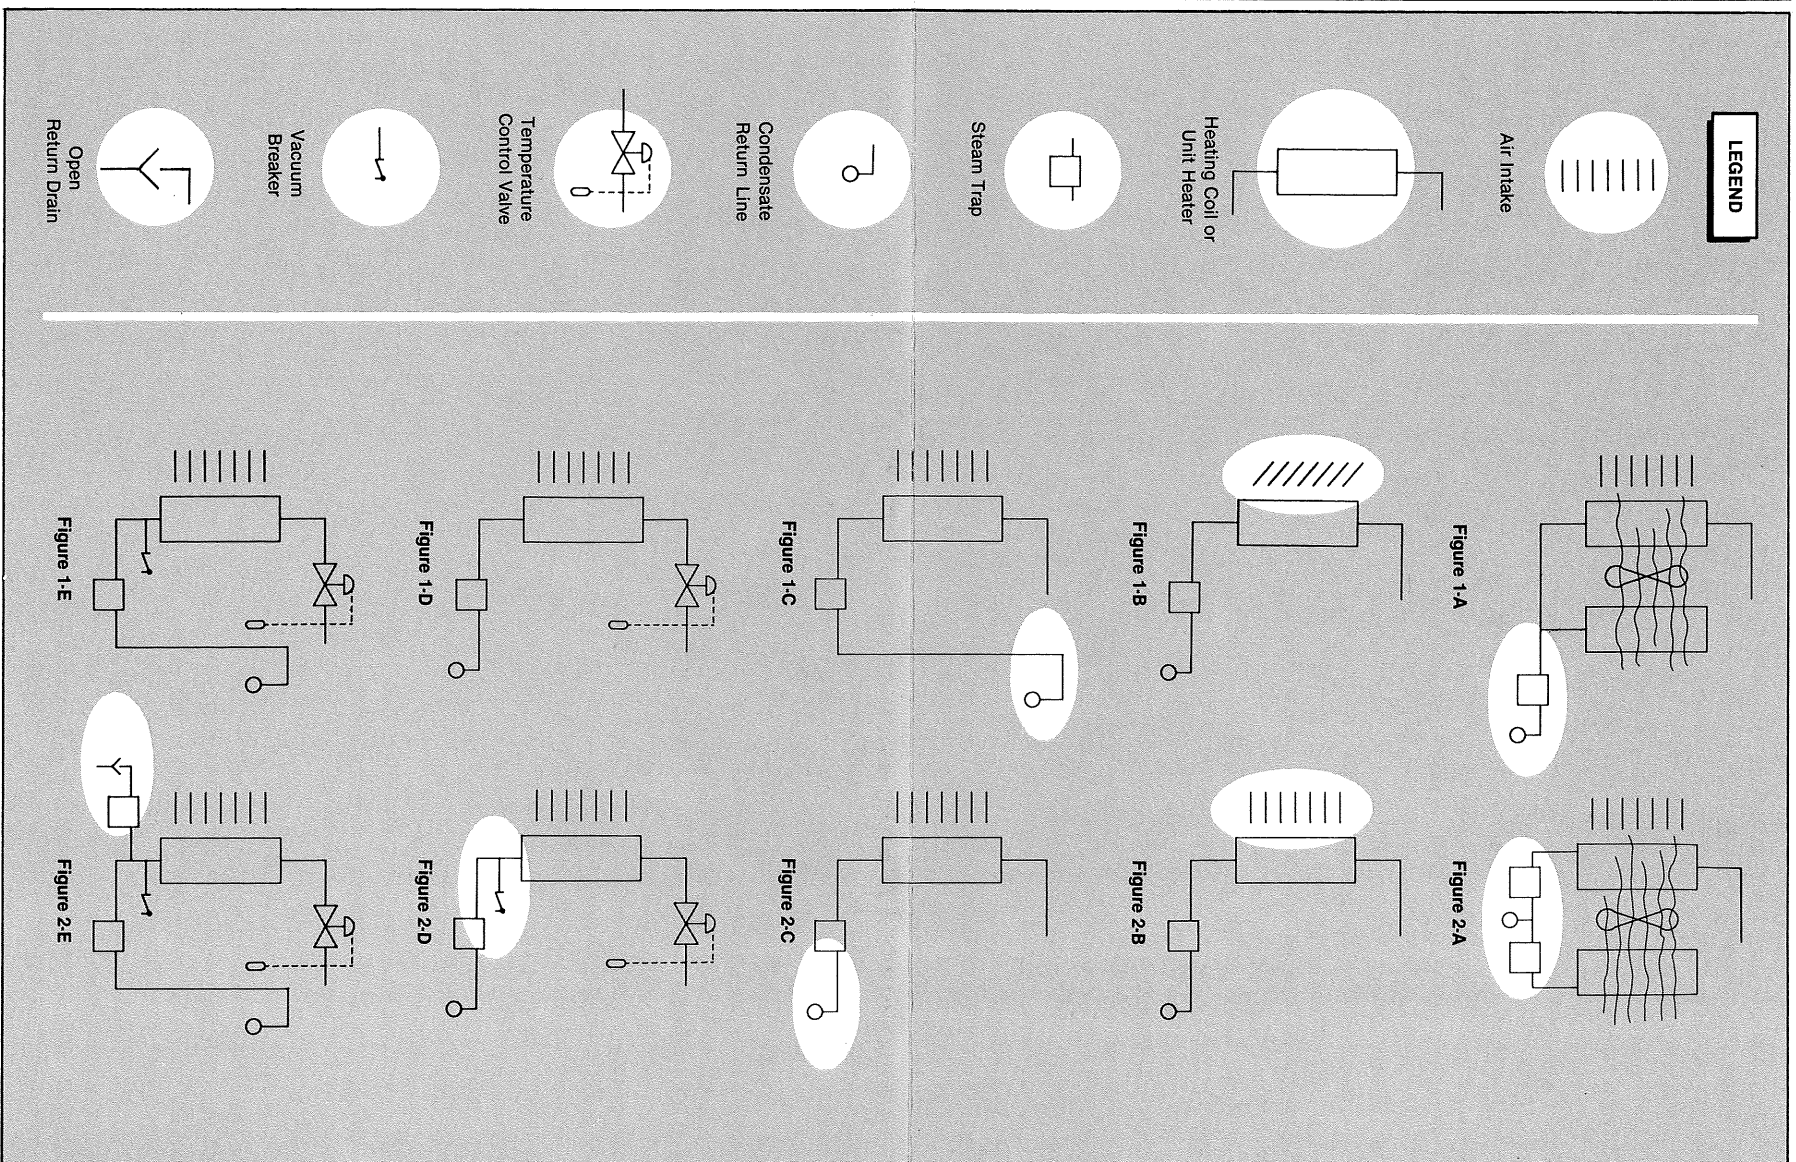 LEGEND
Air Intake
Heating Coil or
Unit Heater
Steam Trap
Condensate
Return Line
Temperature
Control Valve
Vacuum
Breaker
Open
Return Drain
Figure 1-A
Figure 1-B
Figure 1-C
Figure 1-D
Figure 1-E
Figure 2-A
Figure 2-B
Figure 2-C
Figure 2-D
Figure 2-E